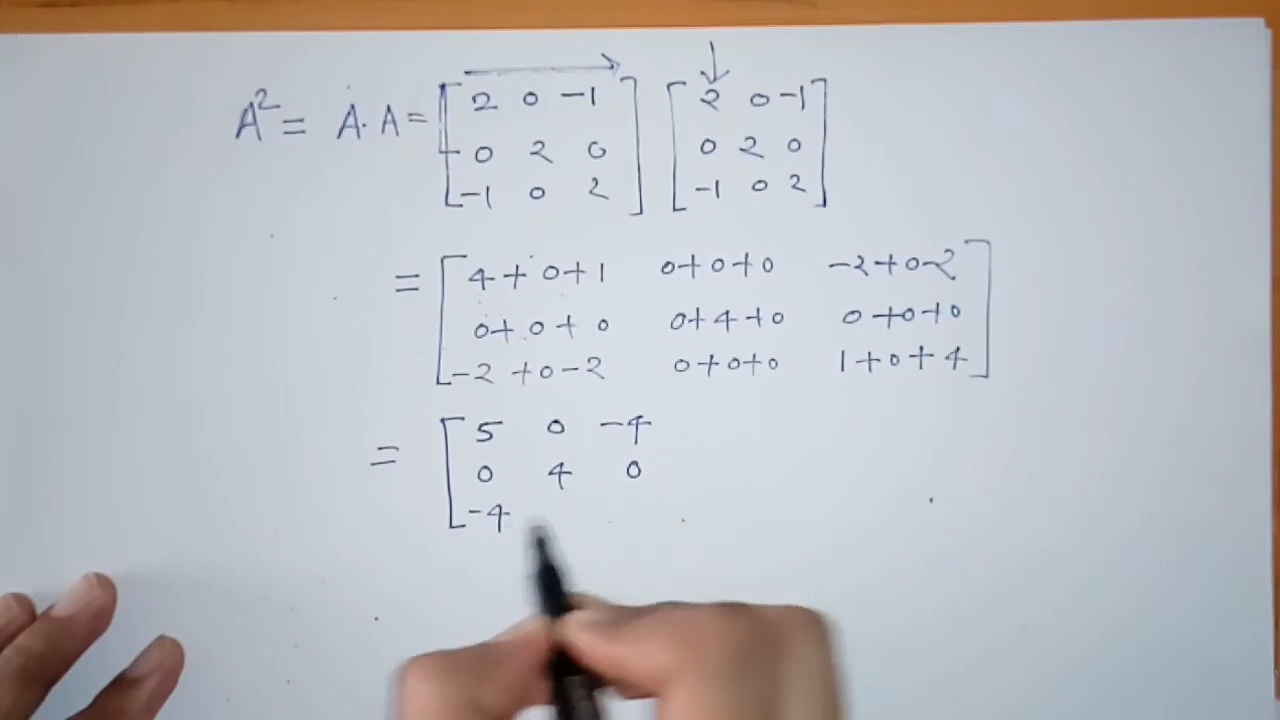 A² = A. A = [2 0 -1] [2 0 -1]
[0 2 0] [0 2 0]
[-1 0 2] [-1 0 2]
= [4+0+1 0+0+0 -2+0-2]
[0+0+0 0+4+0 0+0+0]
[-2+0-2 0+0+0 1+0+4]
= [5 0 -4
0 4 0
-4